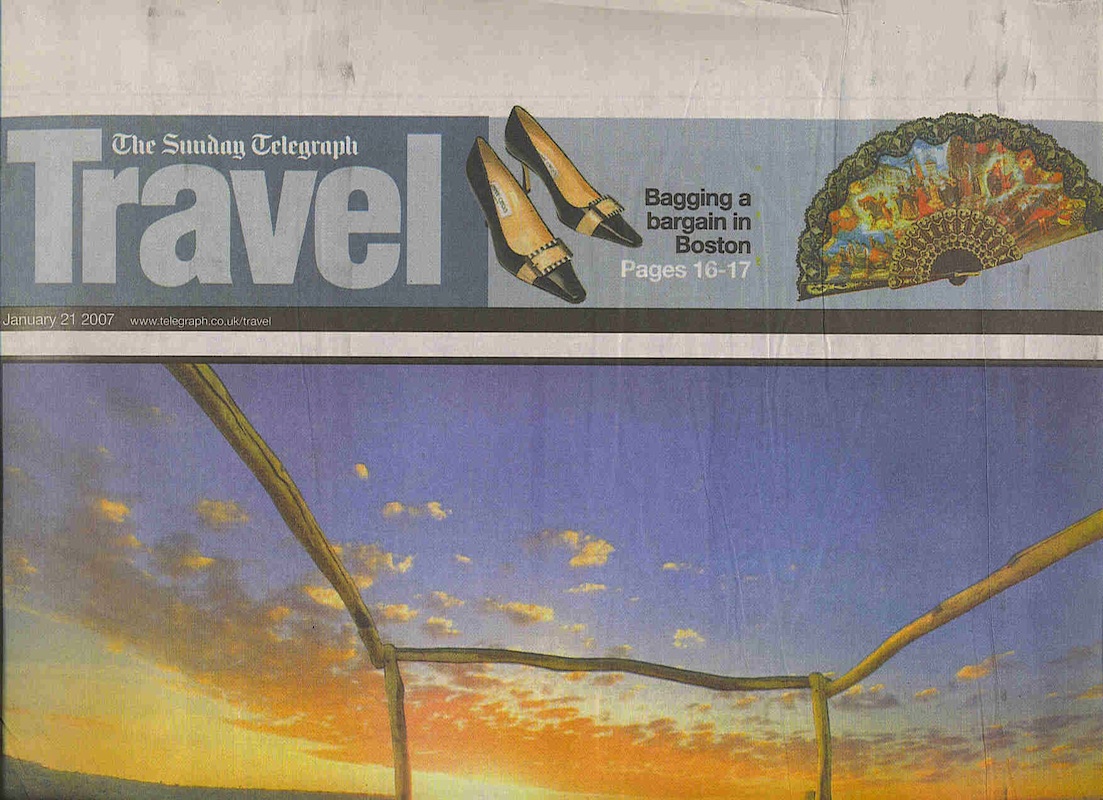 The Sunday Telegraph
Travel
Bagging a
bargain in
Boston
Pages 16-17
January 21 2007 www.telegraph.co.uk/travel